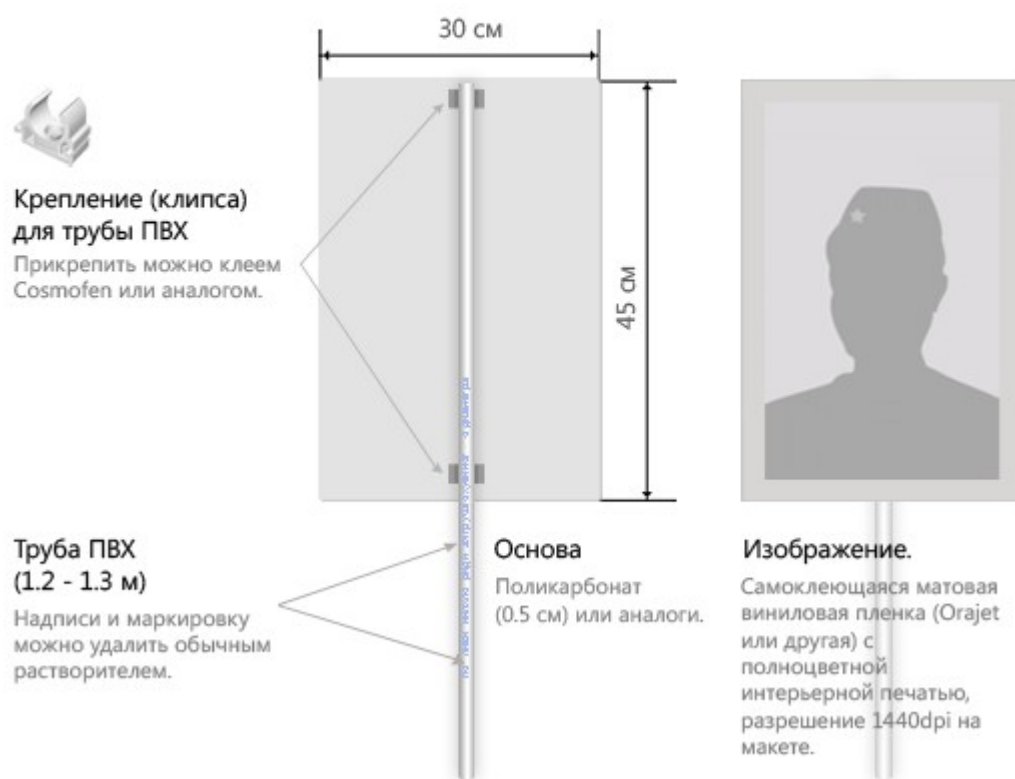 30 см
45 см
Крепление (клипса)
для трубы ПВХ
Прикрепить можно клеем
Cosmofen или аналогом.
Труба ПВХ
(1.2 - 1.3 м)
Надписи и маркировку
можно удалить обычным
растворителем.
Основа
Поликарбонат
(0.5 см) или аналоги.
Изображение.
Самоклеющаяся матовая
виниловая пленка (Orajet
или другая) с
полноцветной
интерьерной печатью,
разрешение 1440dpi на
макете.